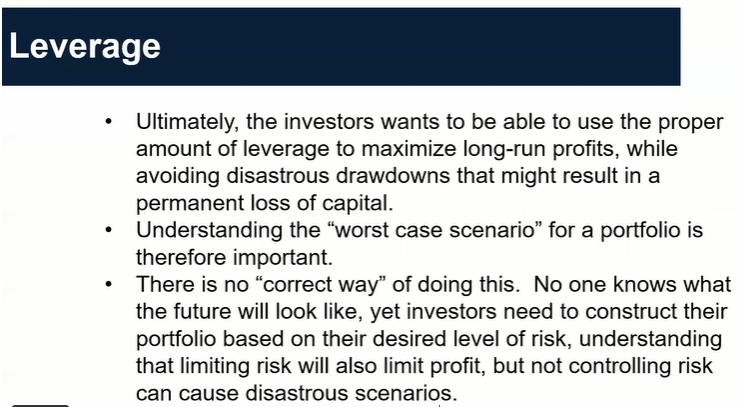 Leverage
• Ultimately, the investors wants to be able to use the proper
amount of leverage to maximize long-run profits, while
avoiding disastrous drawdowns that might result in a
permanent loss of capital.
• Understanding the “worst case scenario” for a portfolio is
therefore important.
• There is no “correct way” of doing this.  No one knows what
the future will look like, yet investors need to construct their
portfolio based on their desired level of risk, understanding
that limiting risk will also limit profit, but not controlling risk
can cause disastrous scenarios.